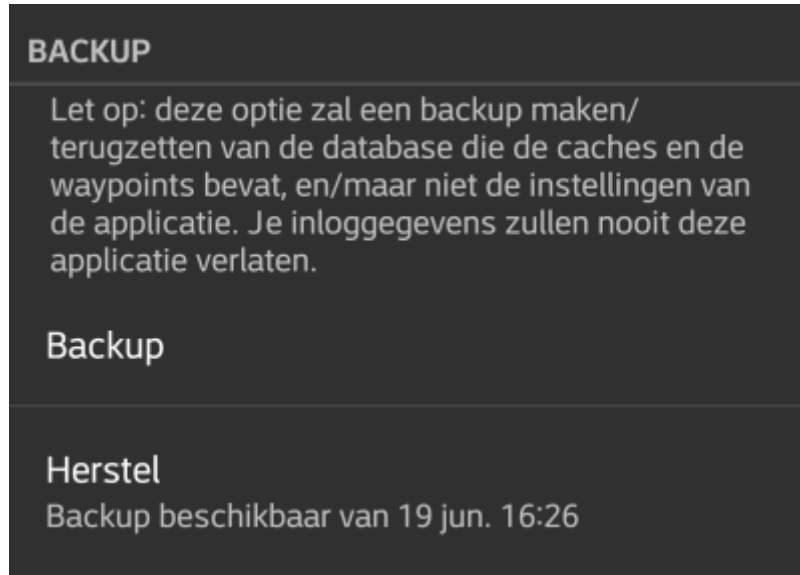 BACKUP
Let op: deze optie zal een backup maken/
terugzetten van de database die de caches en de
waypoints bevat, en/maar niet de instellingen van
de applicatie. Je inloggegevens zullen nooit deze
applicatie verlaten.
Backup
Herstel
Backup beschikbaar van 19 jun. 16:26